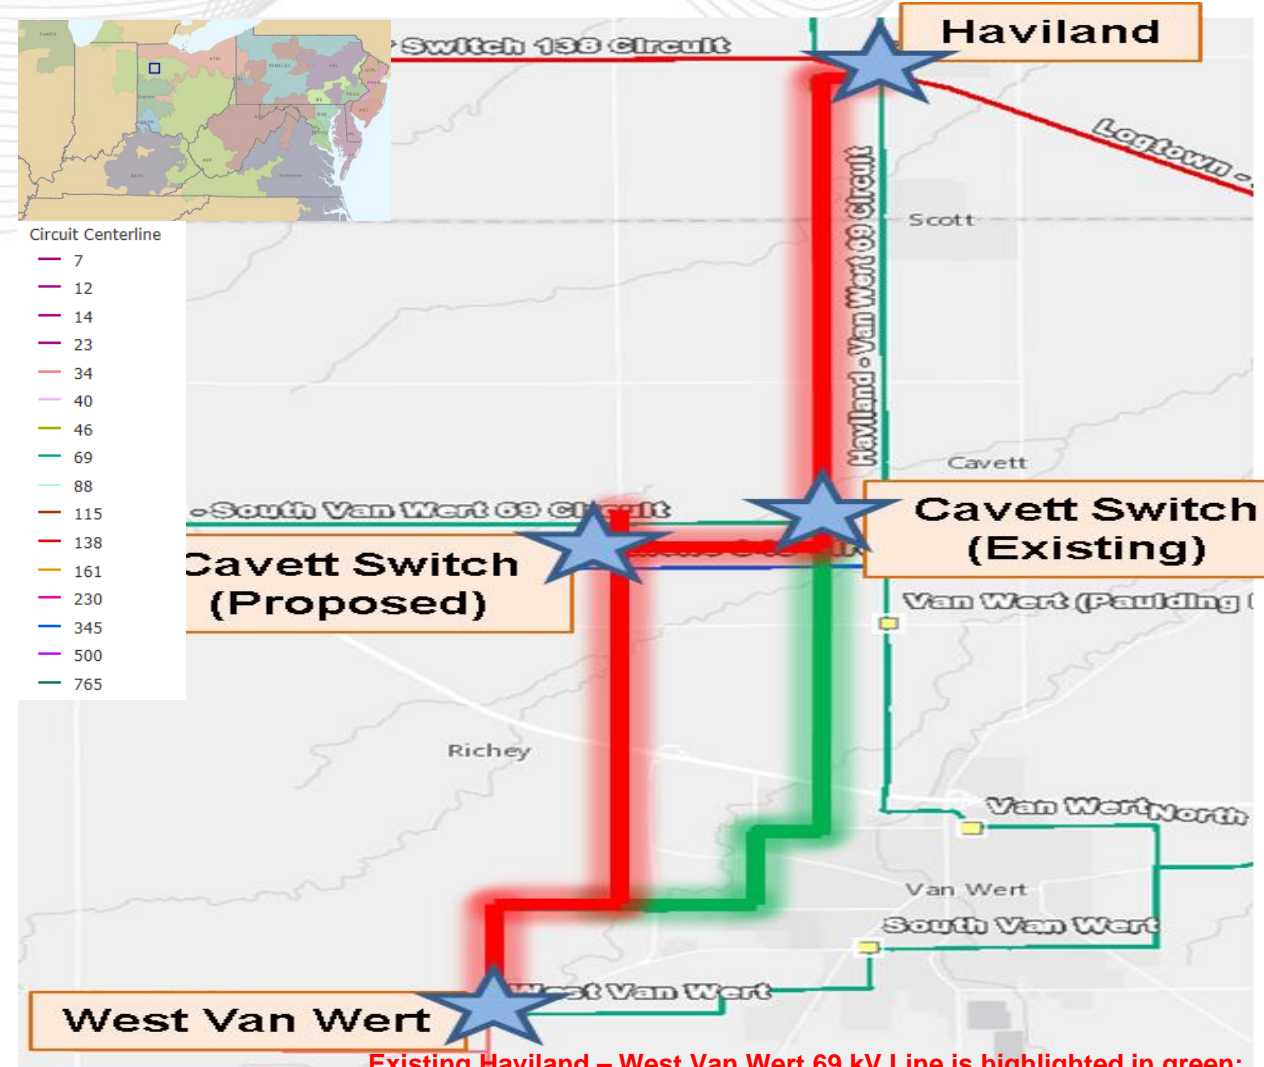 Haviland
Switch 138 Circuit
Logtown -
Haviland - Van Wert 69 Circuit
Scott
Circuit Centerline
7
12
14
23
34
40
46
69
88
115
138
161
230
345
500
765
Cavett
- South Van Wert 69 Circuit
Cavett Switch
(Existing)
Cavett Switch
(Proposed)
Van Wert (Paulding
Richey
Van Wert
North
Van Wert
South Van Wert
West Van Wert
West Van Wert
Existing Haviland – West Van Wert 69 kV Line is highlighted in green;